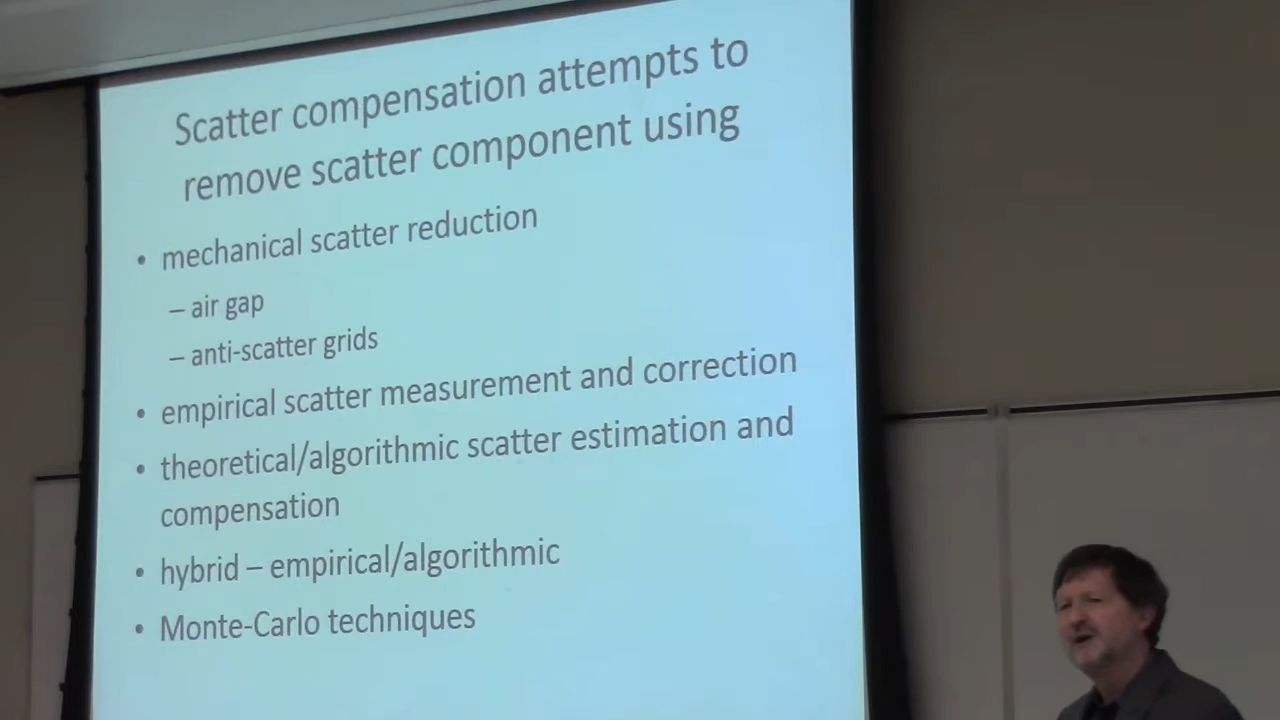 Scatter compensation attempts to
remove scatter component using
• mechanical scatter reduction
– air gap
– anti-scatter grids
• empirical scatter measurement and correction
• theoretical/algorithmic scatter estimation and
compensation
• hybrid – empirical/algorithmic
• Monte-Carlo techniques